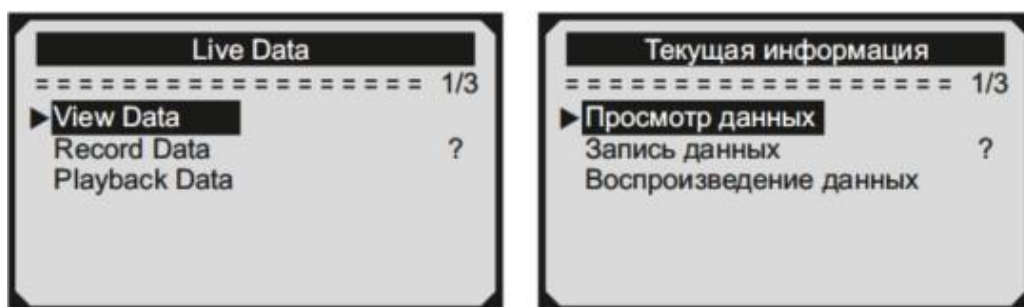 Live Data
= = = = = = = = = = = = = = = = = = 1/3
►View Data
Record Data ?
Playback Data
Текущая информация
= = = = = = = = = = = = = = = = = = 1/3
►Просмотр данных
Запись данных ?
Воспроизведение данных